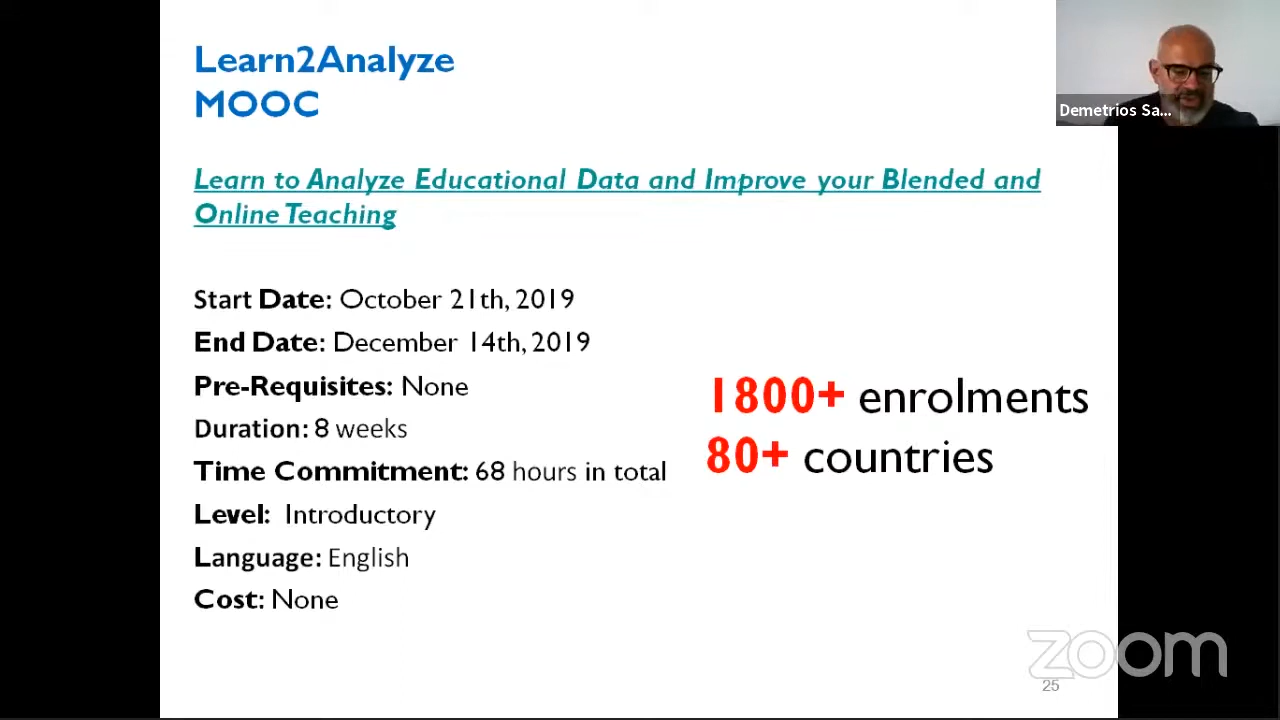 Learn2Analyze
MOOC
Demetrios Sa...
Learn to Analyze Educational Data and Improve your Blended and
Online Teaching
Start Date: October 21th, 2019
End Date: December 14th, 2019
Pre-Requisites: None
Duration: 8 weeks
Time Commitment: 68 hours in total
Level: Introductory
Language: English
Cost: None
1800+ enrolments
80+ countries
zoom
25